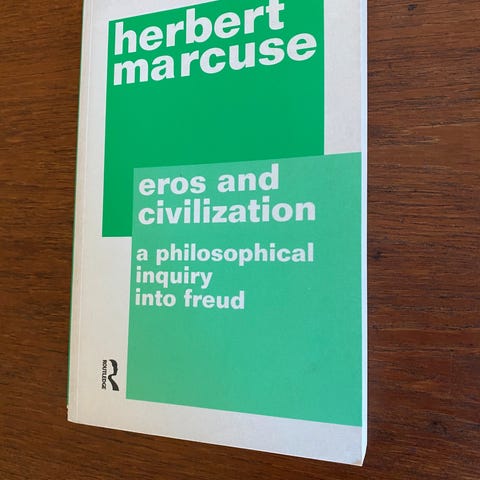 herbert
marcuse
eros and
civilization
a philosophical
inquiry
into freud
ROUTLEDGE